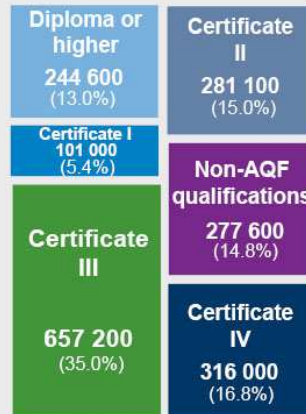 Diploma or
higher
244 600
(13.0%)
Certificate I
101 000
(5.4%)
Certificate
III
657 200
(35.0%)
Certificate
II
281 100
(15.0%)
Non-AQF
qualifications
277 600
(14.8%)
Certificate
IV
316 000
(16.8%)